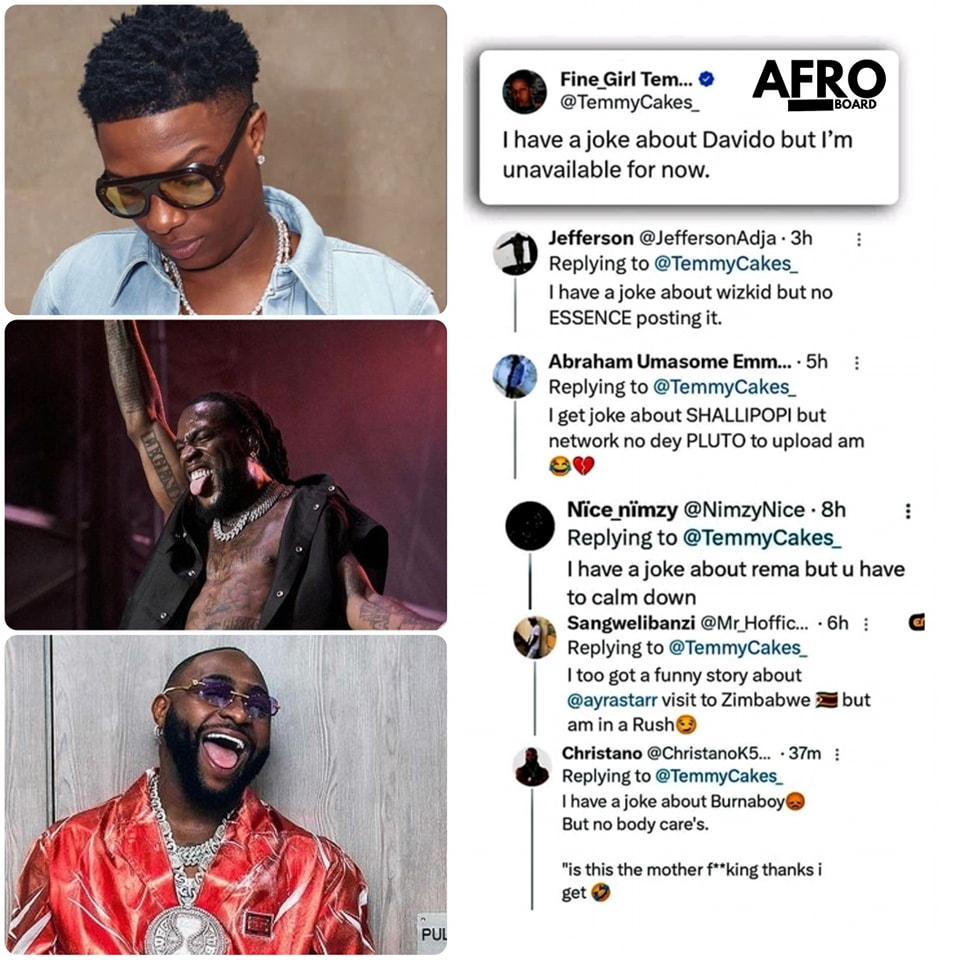 AFRO
BOARD
Fine_Girl Tem...
@TemmyCakes_
I have a joke about Davido but I’m
unavailable for now.
Jefferson @JeffersonAdja · 3h
Replying to @TemmyCakes_
I have a joke about wizkid but no
ESSENCE posting it.
Abraham Umasome Emm... · 5h
Replying to @TemmyCakes_
I get joke about SHALLIPOPI but
network no dey PLUTO to upload am
😂💔
Nïce_nïmzy @NimzyNice · 8h
Replying to @TemmyCakes_
I have a joke about rema but u have
to calm down
Sangwelibanzi @Mr_Hoffic... · 6h
Replying to @TemmyCakes_
I too got a funny story about
@ayrastarr visit to Zimbabwe 🇿🇼 but
am in a Rush😏
Christano @ChristanoK5... · 37m
Replying to @TemmyCakes_
I have a joke about Burnaboy😡
But no body care's.
"is this the mother f**king thanks i
get 🤣
LEGEND
PUL